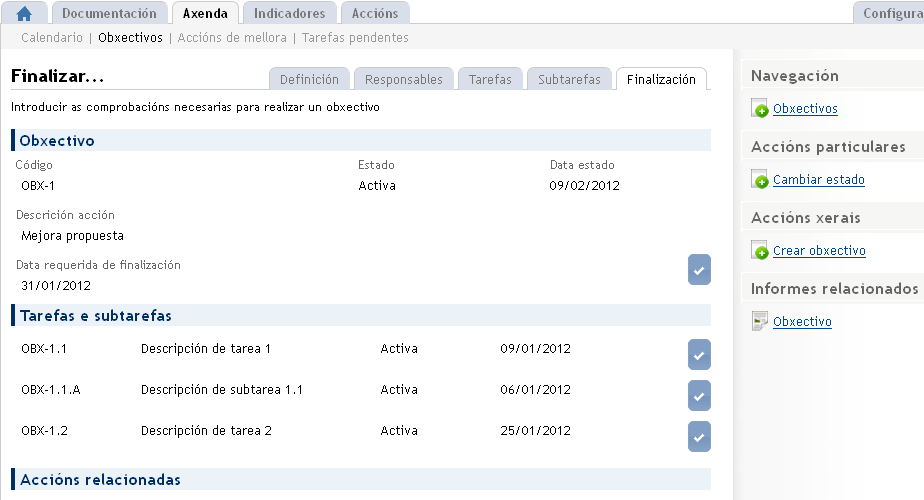 Documentación Axenda Indicadores Accións
Calendario | Obxectivos | Accións de mellora | Tarefas pendentes
Finalizar...
Definición Responsables Tarefas Subtarefas Finalización
Introducir as comprobacións necesarias para realizar un obxectivo
Obxectivo
Código Estado Data estado
OBX-1 Activa 09/02/2012
Descrición acción
Mejora propuesta
Data requerida de finalización
31/01/2012
Tarefas e subtarefas
OBX-1.1 Descripción de tarea 1 Activa 09/01/2012
OBX-1.1.A Descripción de subtarea 1.1 Activa 06/01/2012
OBX-1.2 Descripción de tarea 2 Activa 25/01/2012
Accións relacionadas
Configura
Navegación
Obxectivos
Accións particulares
Cambiar estado
Accións xerais
Crear obxectivo
Informes relacionados
Obxectivo